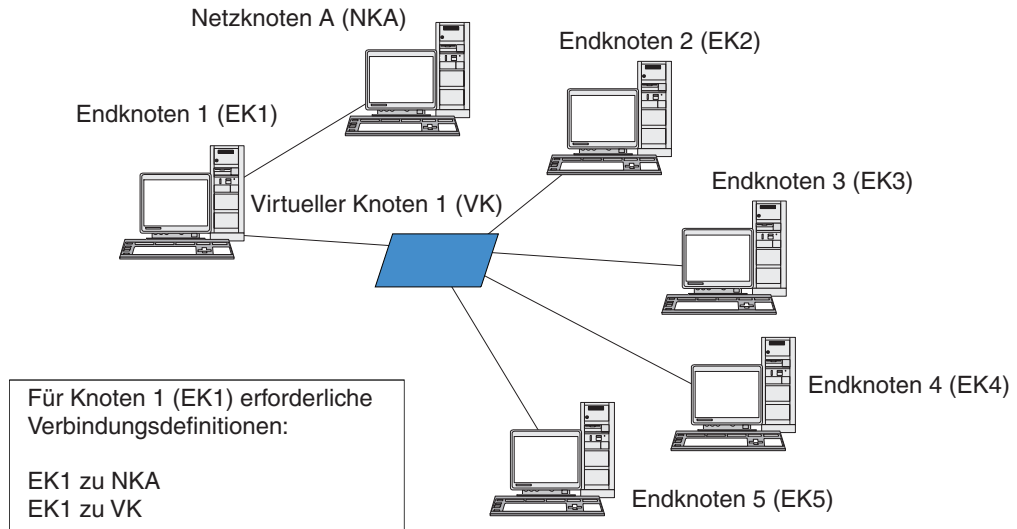 Netzknoten A (NKA)
Endknoten 2 (EK2)
Endknoten 1 (EK1)
Endknoten 3 (EK3)
Virtueller Knoten 1 (VK)
Endknoten 4 (EK4)
Für Knoten 1 (EK1) erforderliche
Verbindungsdefinitionen:
EK1 zu NKA
EK1 zu VK
Endknoten 5 (EK5)